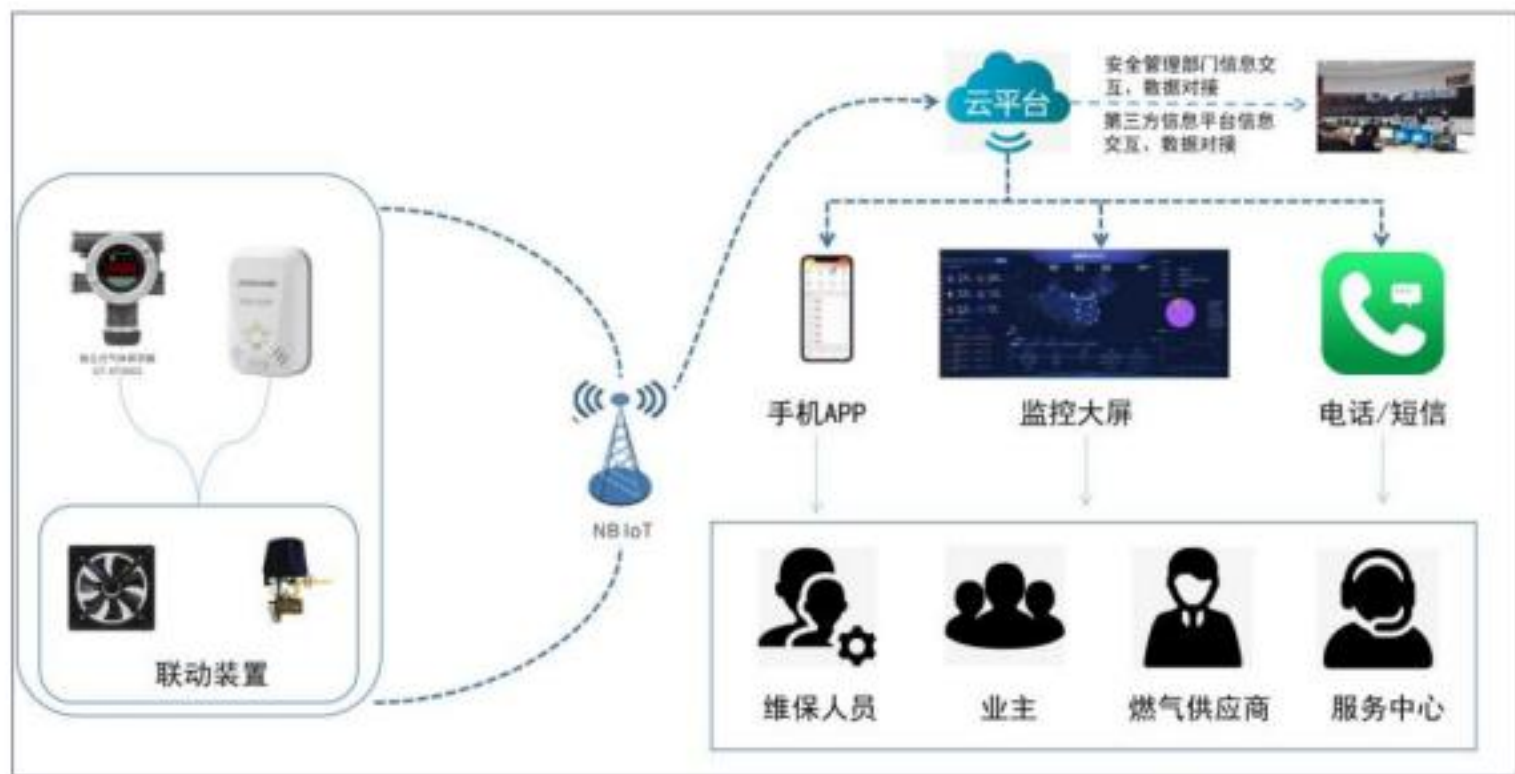 云平台
安全管理部门信息交
互、数据对接
第三方信息平台信息
交互、数据对接
手机APP
监控大屏
电话/短信
NB IoT
联动装置
维保人员
业主
燃气供应商
服务中心